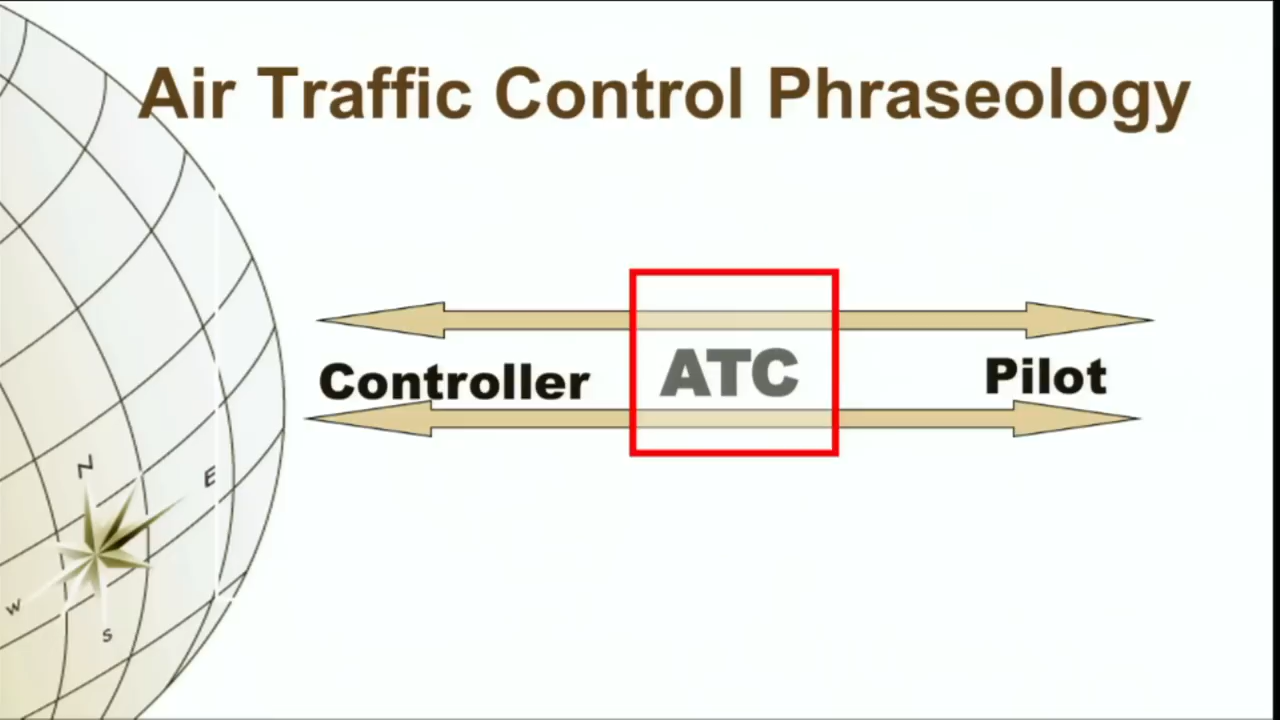 Air Traffic Control Phraseology
Controller
ATC
Pilot
N
E
W
S